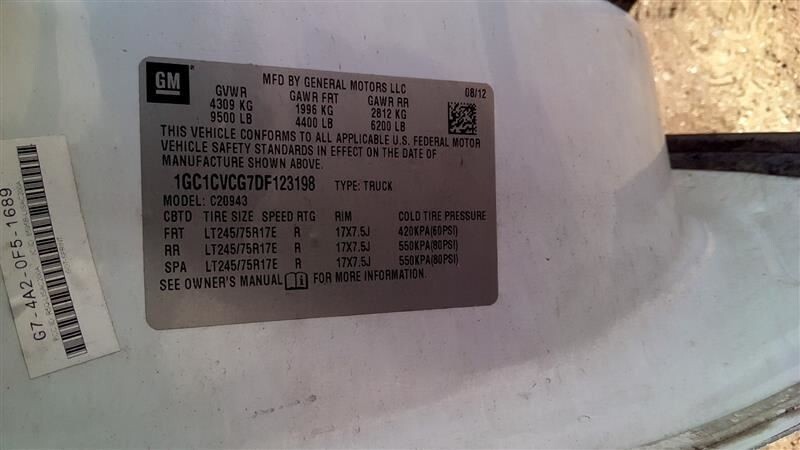 GM
MFD BY GENERAL MOTORS LLC
08/12
GVWR GAWR FRT GAWR RR
4309 KG 1996 KG 2812 KG
9500 LB 4400 LB 6200 LB
THIS VEHICLE CONFORMS TO ALL APPLICABLE U.S. FEDERAL MOTOR
VEHICLE SAFETY STANDARDS IN EFFECT ON THE DATE OF
MANUFACTURE SHOWN ABOVE.
1GC1CVCG7DF123198 TYPE: TRUCK
MODEL: C20943
CBTD TIRE SIZE SPEED RTG RIM COLD TIRE PRESSURE
FRT LT245/75R17E R 17X7.5J 420KPA(60PSI)
RR LT245/75R17E R 17X7.5J 550KPA(80PSI)
SPA LT245/75R17E R 17X7.5J 550KPA(80PSI)
SEE OWNER'S MANUAL FOR MORE INFORMATION.
G7-4A2-0F5-1689